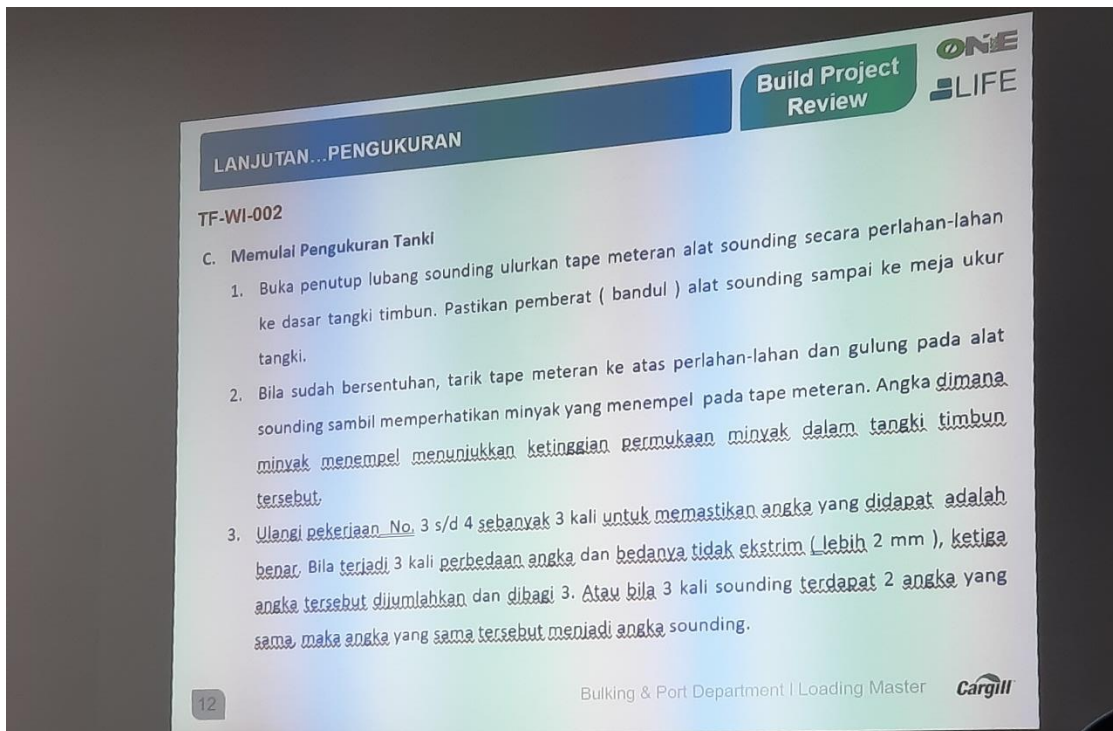 ONE
LIFE
Build Project
Review
LANJUTAN...PENGUKURAN
TF-WI-002
C. Memulai Pengukuran Tanki
1. Buka penutup lubang sounding ulurkan tape meteran alat sounding secara perlahan-lahan
ke dasar tangki timbun. Pastikan pemberat ( bandul ) alat sounding sampai ke meja ukur
tangki.
2. Bila sudah bersentuhan, tarik tape meteran ke atas perlahan-lahan dan gulung pada alat
sounding sambil memperhatikan minyak yang menempel pada tape meteran. Angka dimana
minyak menempel menunjukkan ketinggian permukaan minyak dalam tangki timbun
tersebut.
3. Ulangi pekerjaan No. 3 s/d 4 sebanyak 3 kali untuk memastikan angka yang didapat adalah
benar. Bila terjadi 3 kali perbedaan angka dan bedanya tidak ekstrim ( lebih 2 mm ), ketiga
angka tersebut dijumlahkan dan dibagi 3. Atau bila 3 kali sounding terdapat 2 angka yang
sama, maka angka yang sama tersebut menjadi angka sounding.
12
Bulking & Port Department I Loading Master
Cargill